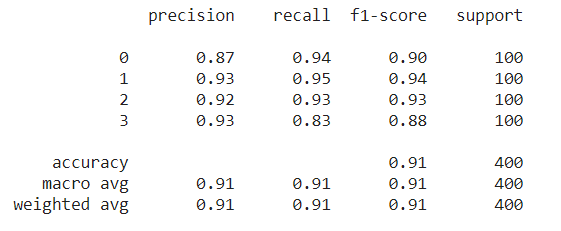 precision recall f1-score support
0 0.87 0.94 0.90 100
1 0.93 0.95 0.94 100
2 0.92 0.93 0.93 100
3 0.93 0.83 0.88 100
accuracy 0.91 400
macro avg 0.91 0.91 0.91 400
weighted avg 0.91 0.91 0.91 400